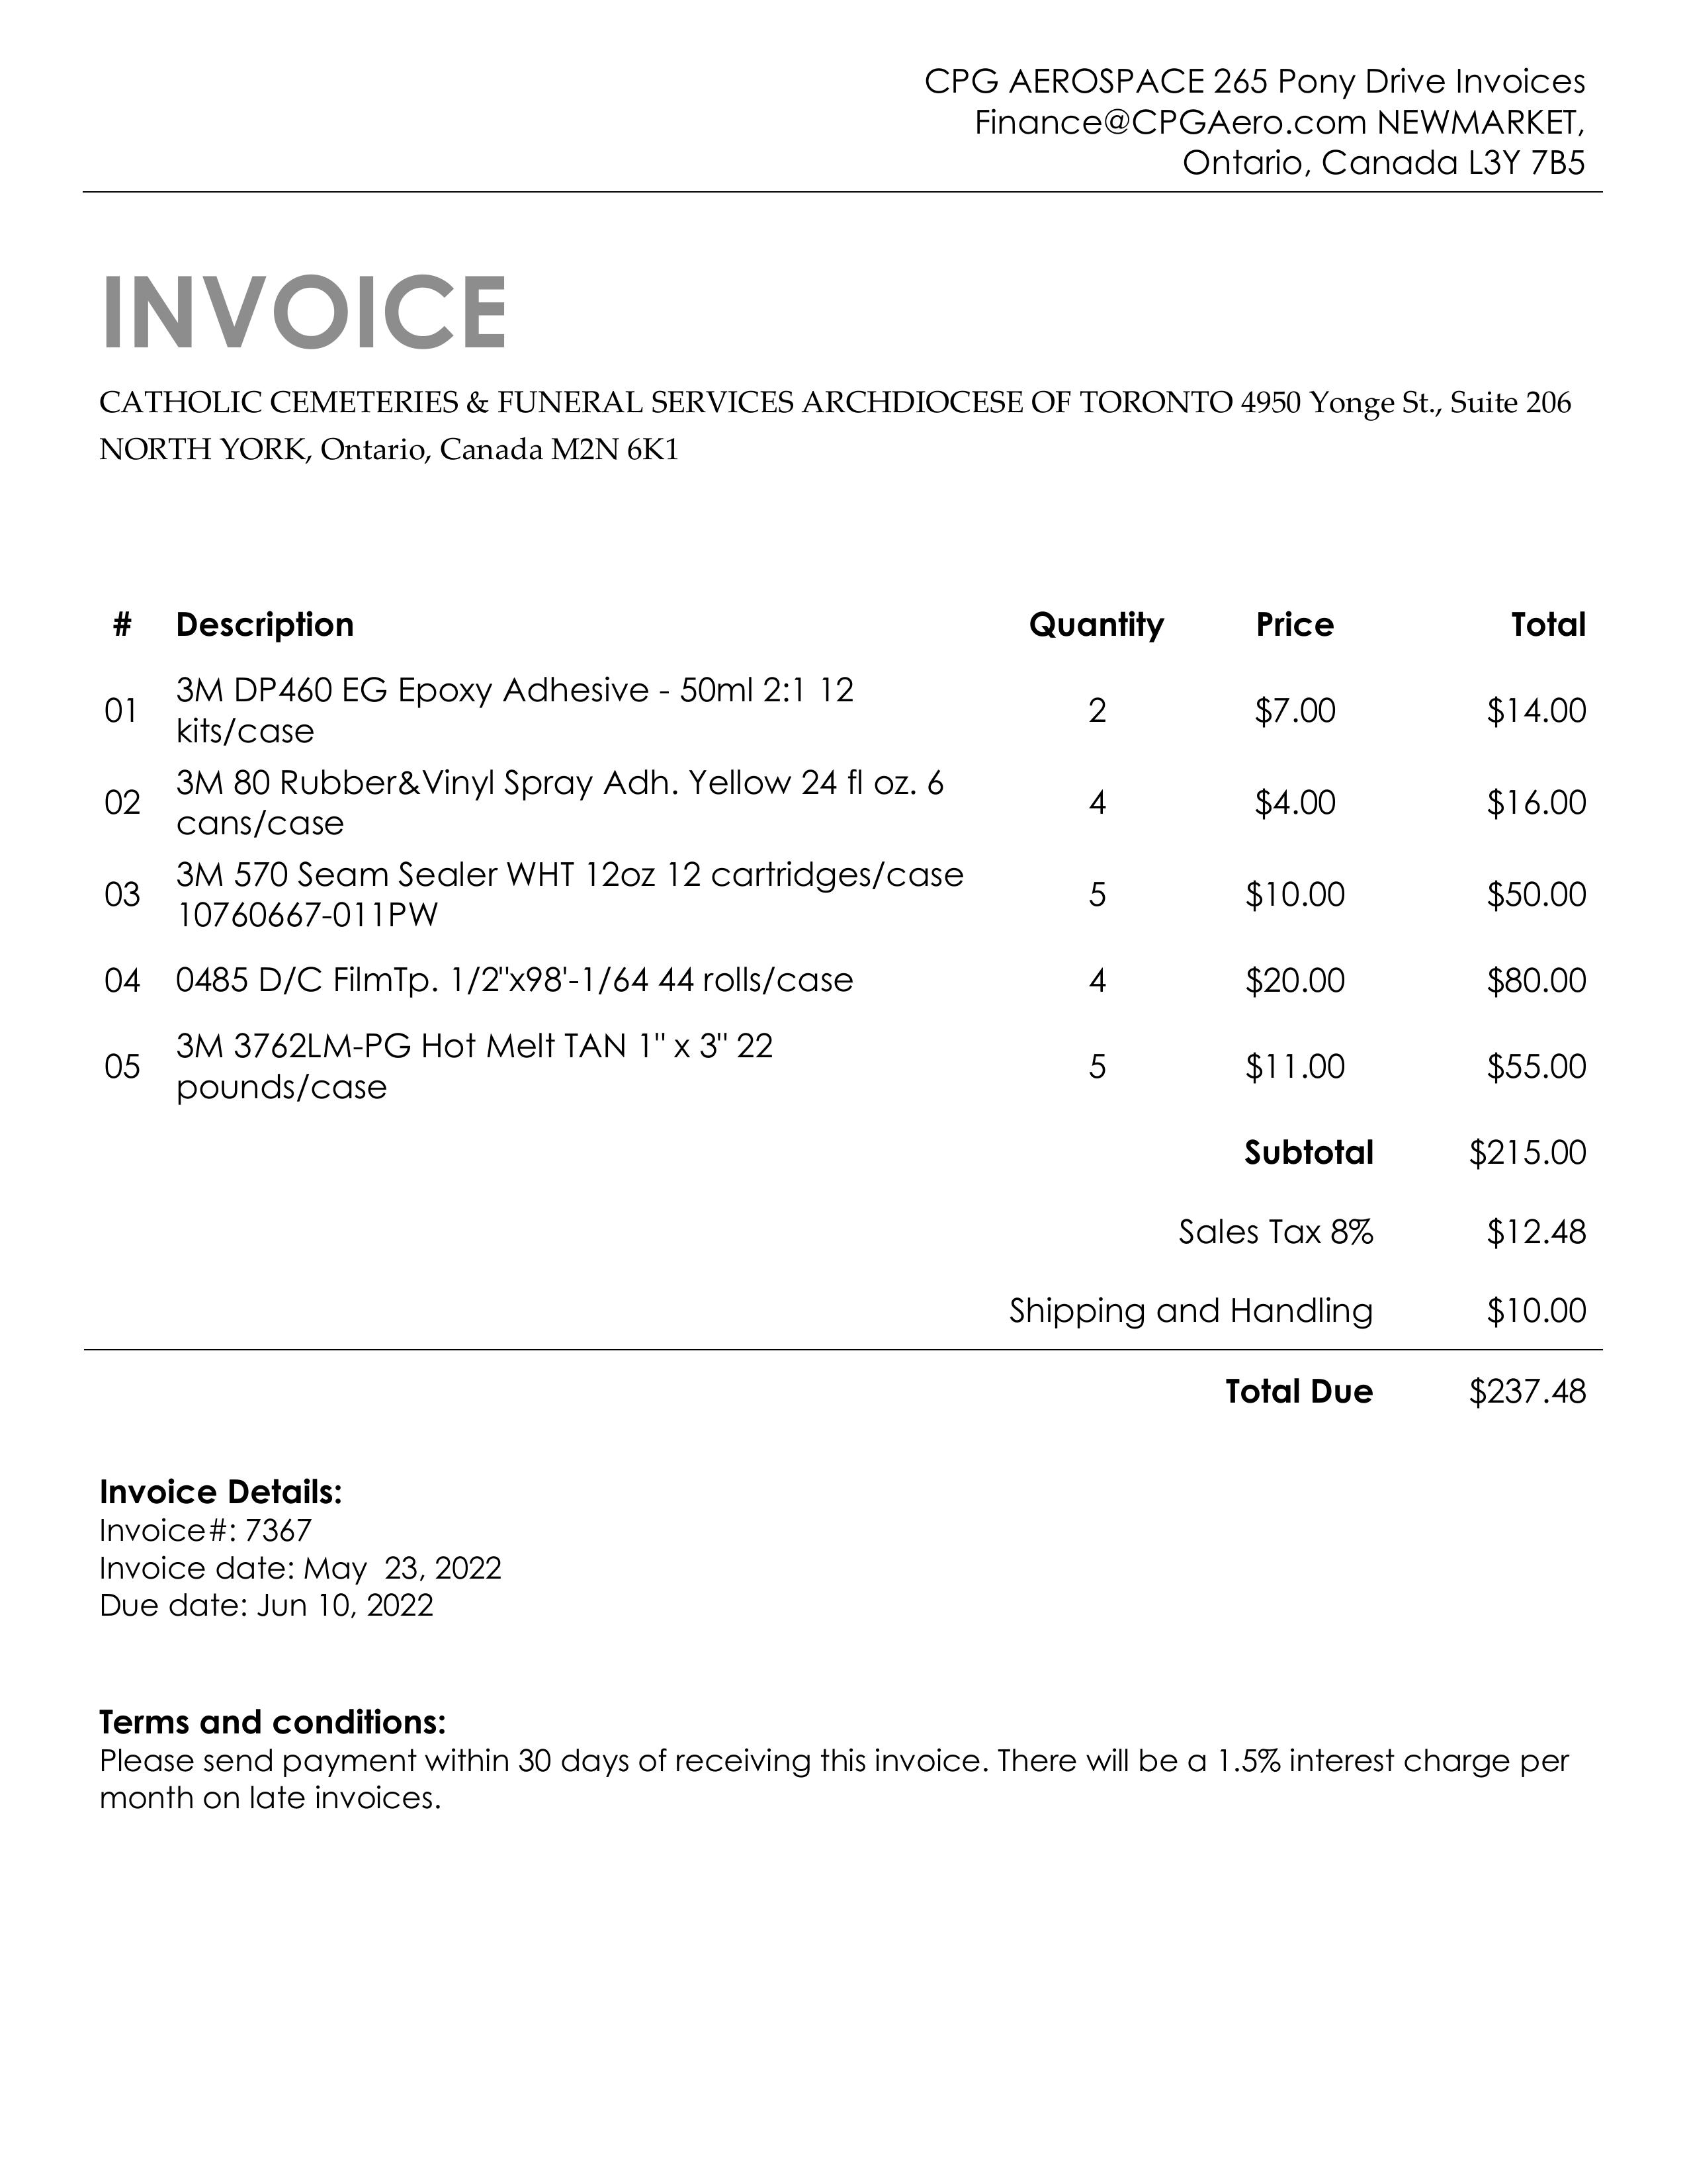 CPG AEROSPACE 265 Pony Drive Invoices
Finance@CPGAero.com NEWMARKET,
Ontario, Canada L3Y 7B5
INVOICE
CATHOLIC CEMETERIES & FUNERAL SERVICES ARCHDIOCESE OF TORONTO 4950 Yonge St., Suite 206
NORTH YORK, Ontario, Canada M2N 6K1
# Description Quantity Price Total
01 3M DP460 EG Epoxy Adhesive - 50ml 2:1 12
kits/case 2 $7.00 $14.00
02 3M 80 Rubber&Vinyl Spray Adh. Yellow 24 fl oz. 6
cans/case 4 $4.00 $16.00
03 3M 570 Seam Sealer WHT 12oz 12 cartridges/case
10760667-011PW 5 $10.00 $50.00
04 0485 D/C FilmTp. 1/2"x98'-1/64 44 rolls/case 4 $20.00 $80.00
05 3M 3762LM-PG Hot Melt TAN 1" x 3" 22
pounds/case 5 $11.00 $55.00
Subtotal $215.00
Sales Tax 8% $12.48
Shipping and Handling $10.00
Total Due $237.48
Invoice Details:
Invoice#: 7367
Invoice date: May  23, 2022
Due date: Jun 10, 2022
Terms and conditions:
Please send payment within 30 days of receiving this invoice. There will be a 1.5% interest charge per
month on late invoices.